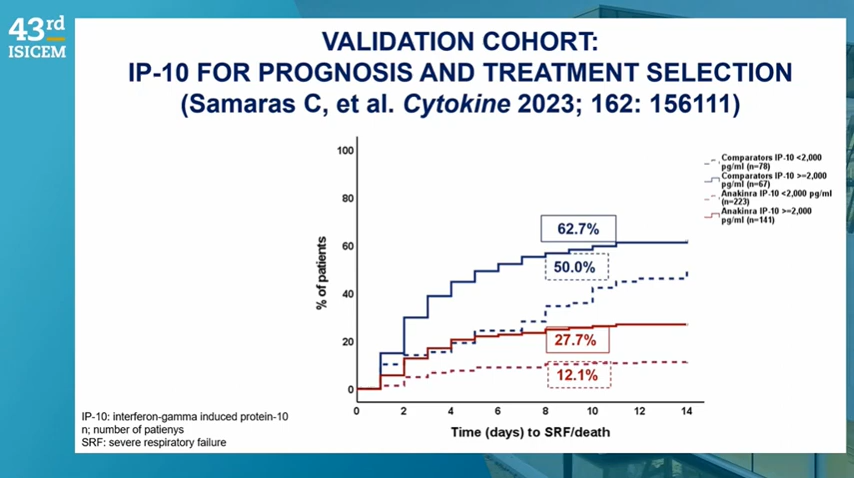 43rd
ISICEM
VALIDATION COHORT:
IP-10 FOR PROGNOSIS AND TREATMENT SELECTION
(Samaras C, et al. Cytokine 2023; 162: 156111)
Comparators IP-10 <2,000
pg/ml (n=78)
Comparators IP-10 >=2,000
pg/ml (n=67)
Anakinra IP-10 <2,000 pg/ml
(n=223)
Anakinra IP-10 >=2,000
pg/ml (n=141)
% of patients
100
80
60
40
20
0
62.7%
50.0%
27.7%
12.1%
0 2 4 6 8 10 12 14
Time (days) to SRF/death
IP-10: interferon-gamma induced protein-10
n; number of patienys
SRF: severe respiratory failure